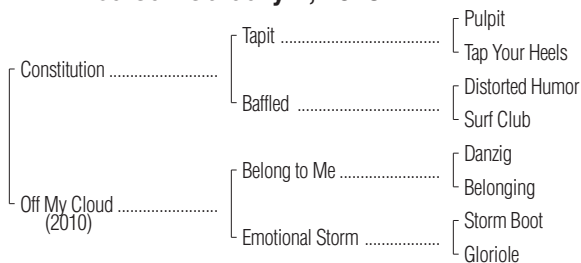 Pulpit
Tapit ..........................................
Tap Your Heels
Constitution ............................
Distorted Humor
Baffled .....................................
Surf Club
Danzig
Belong to Me ..........................
Belonging
Off My Cloud ..........................
(2010)
Storm Boot
Emotional Storm ...................
Gloriole